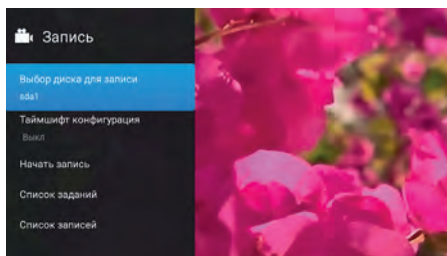 Запись
Выбор диска для записи
sda1
Таймшифт конфигурация
Выкл
Начать запись
Список заданий
Список записей